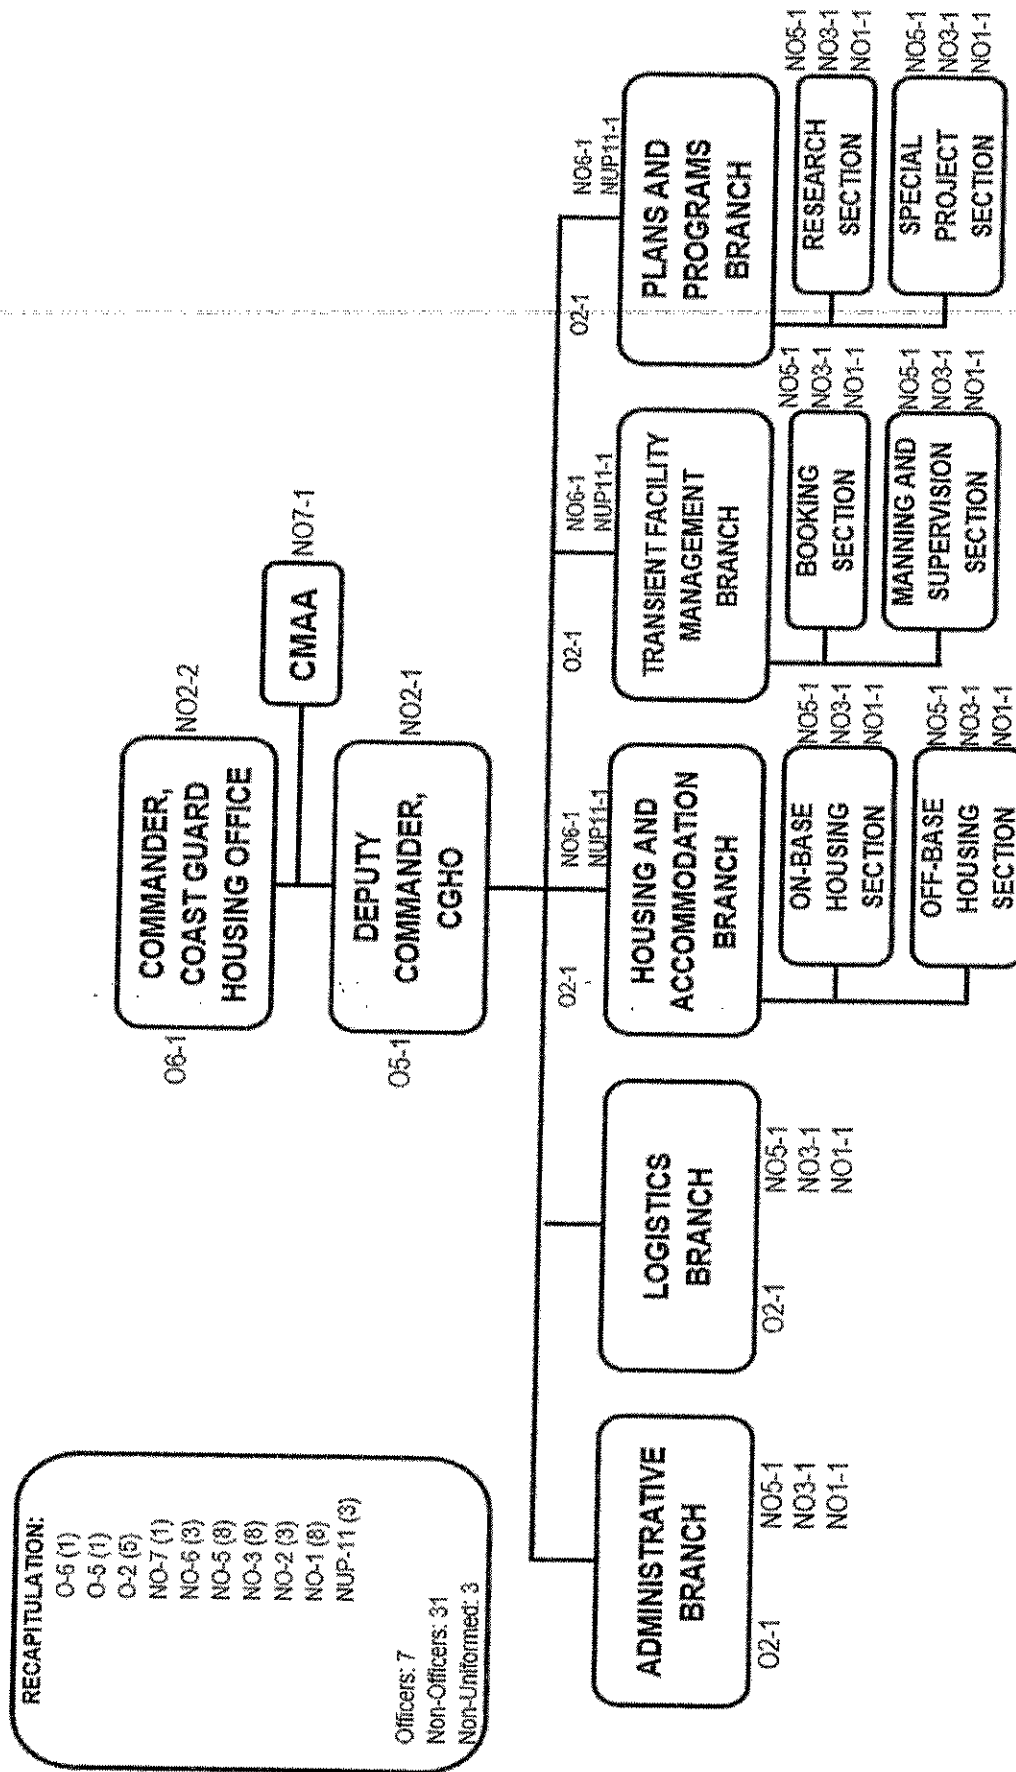 RECAPITULATION:
O-6 (1)
O-5 (1)
O-2 (5)
NO-7 (1)
NO-6 (3)
NO-5 (8)
NO-3 (8)
NO-2 (3)
NO-1 (8)
NUP-11 (3)
Officers: 7
Non-Officers: 31
Non-Uniformed: 3
O6-1
COMMANDER,
COAST GUARD
HOUSING OFFICE
NO2-2
CMAA
NO7-1
O5-1
DEPUTY
COMMANDER,
CGHO
NO2-1
ADMINISTRATIVE
BRANCH
O2-1
NO5-1
NO3-1
NO1-1
LOGISTICS
BRANCH
O2-1
NO5-1
NO3-1
NO1-1
O2-1
NO6-1
NUP11-1
HOUSING AND
ACCOMMODATION
BRANCH
ON-BASE
HOUSING
SECTION
NO5-1
NO3-1
NO1-1
OFF-BASE
HOUSING
SECTION
NO5-1
NO3-1
NO1-1
O2-1
NO6-1
NUP11-1
TRANSIENT FACILITY
MANAGEMENT
BRANCH
BOOKING
SECTION
NO5-1
NO3-1
NO1-1
MANNING AND
SUPERVISION
SECTION
NO5-1
NO3-1
NO1-1
O2-1
NO6-1
NUP11-1
PLANS AND
PROGRAMS
BRANCH
RESEARCH
SECTION
NO5-1
NO3-1
NO1-1
SPECIAL
PROJECT
SECTION
NO5-1
NO3-1
NO1-1